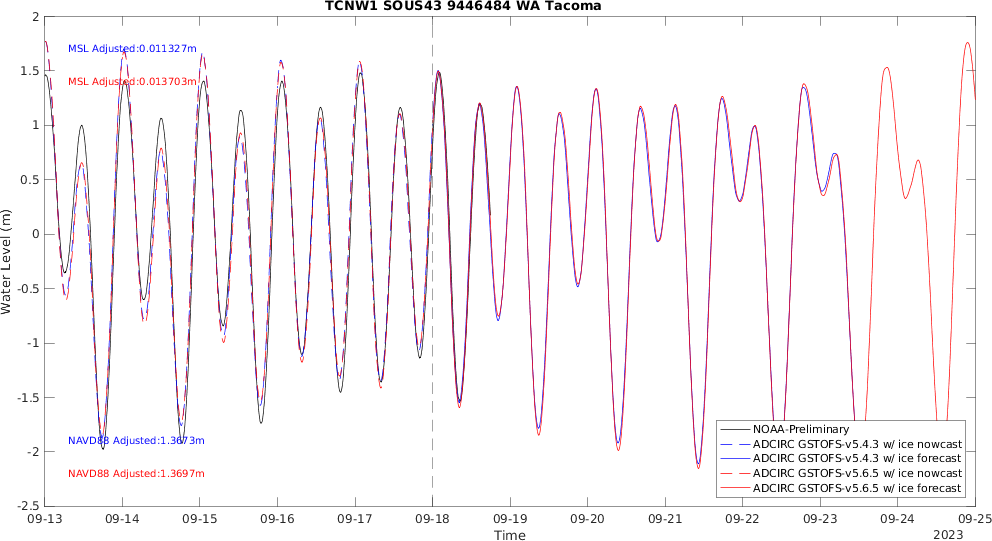 TCNW1 SOUS43 9446484 WA Tacoma
MSL Adjusted:0.011327m
MSL Adjusted:0.013703m
NAVD88 Adjusted:1.3673m
NAVD88 Adjusted:1.3697m
Water Level (m)
2
1.5
1
0.5
0
-0.5
-1
-1.5
-2
-2.5
NOAA-Preliminary
ADCIRC GSTOFS-v5.4.3 w/ ice nowcast
ADCIRC GSTOFS-v5.4.3 w/ ice forecast
ADCIRC GSTOFS-v5.6.5 w/ ice nowcast
ADCIRC GSTOFS-v5.6.5 w/ ice forecast
09-13 09-14 09-15 09-16 09-17 09-18 09-19 09-20 09-21 09-22 09-23 09-24 09-25
Time
2023